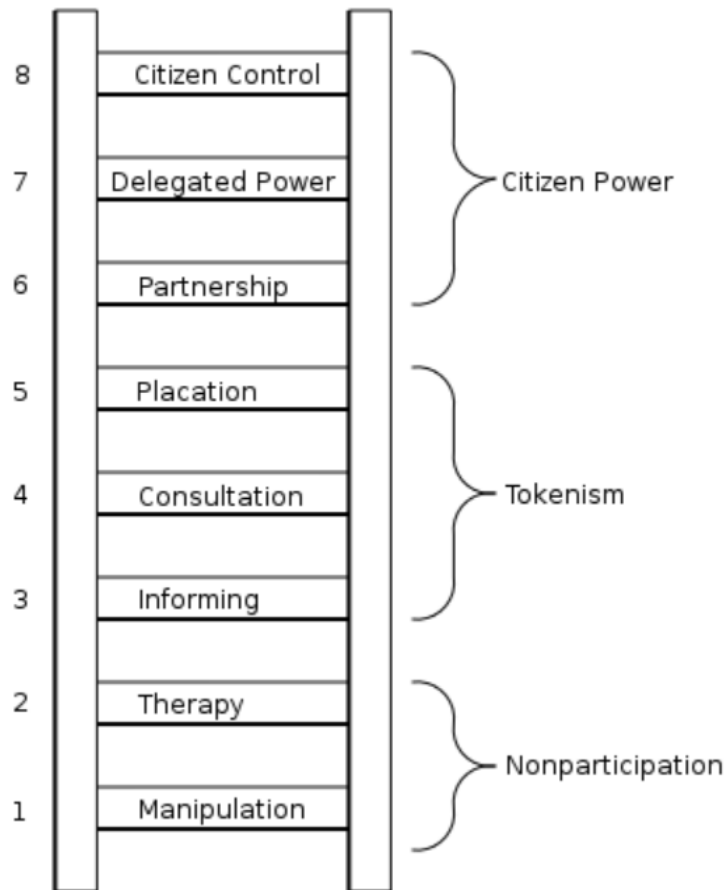 8 Citizen Control
7 Delegated Power
Citizen Power
6 Partnership
5 Placation
4 Consultation
Tokenism
3 Informing
2 Therapy
Nonparticipation
1 Manipulation